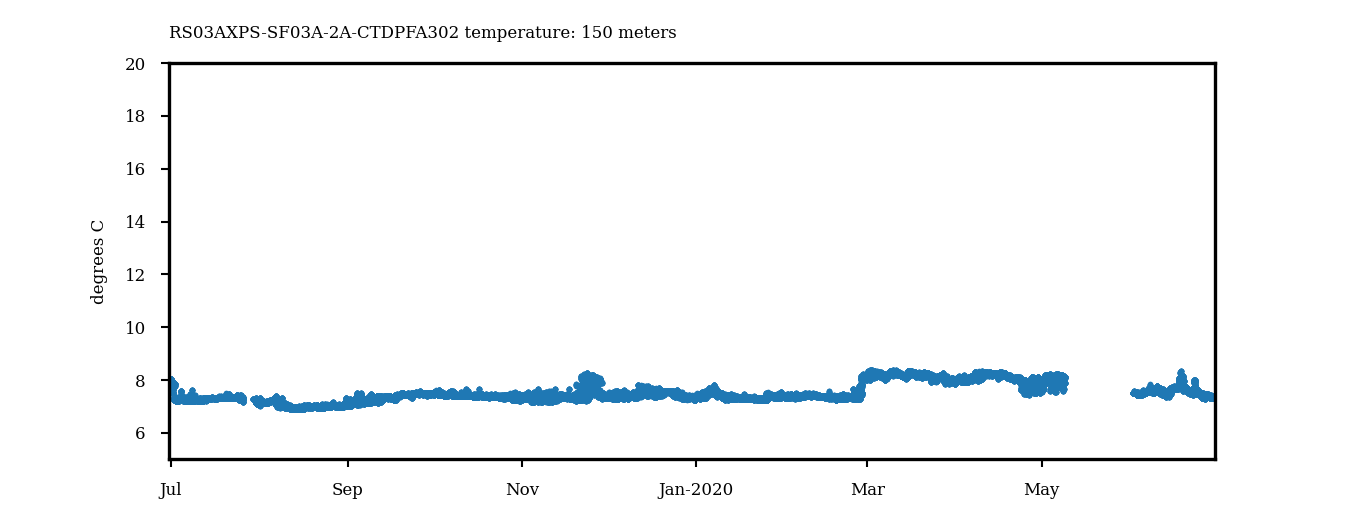 RS03AXPS-SF03A-2A-CTDPFA302 temperature: 150 meters
20
18
16
14
12
10
8
6
degrees C
Jul
Sep
Nov
Jan-2020
Mar
May